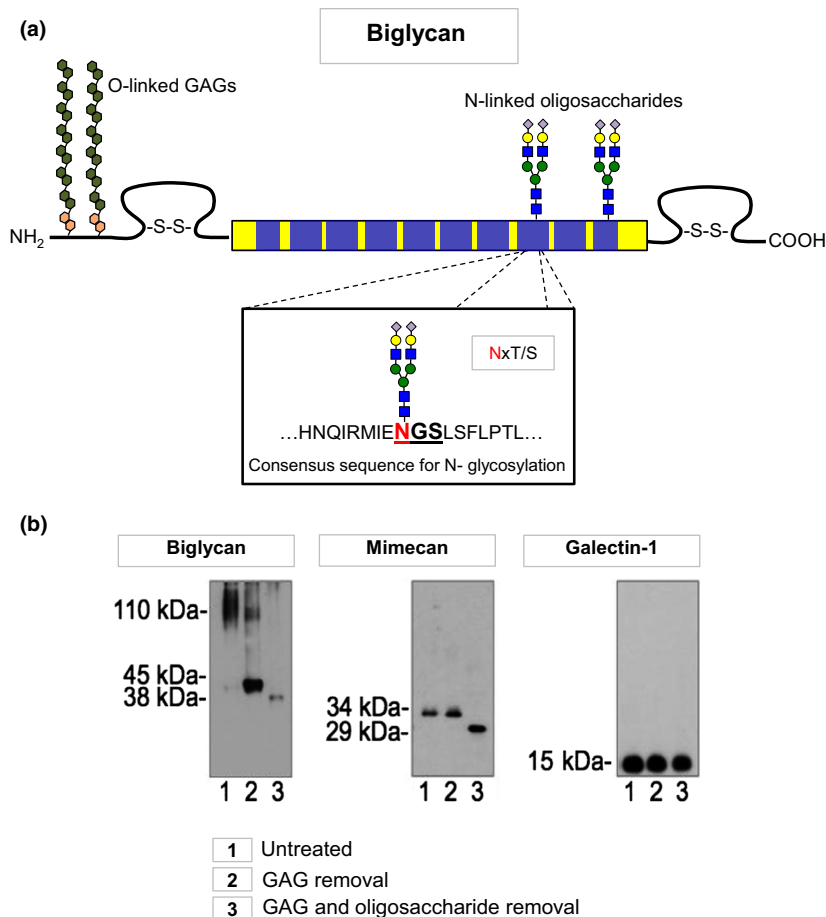 (a)
Biglycan
O-linked GAGs
N-linked oligosaccharides
NH2
-S-S-
-S-S-
COOH
NxT/S
...HNQIRMIENGSLSFLPTL...
Consensus sequence for N- glycosylation
(b)
Biglycan
Mimecan
Galectin-1
110 kDa-
45 kDa-
38 kDa-
1 2 3
34 kDa-
29 kDa-
1 2 3
15 kDa-
1 2 3
1 Untreated
2 GAG removal
3 GAG and oligosaccharide removal